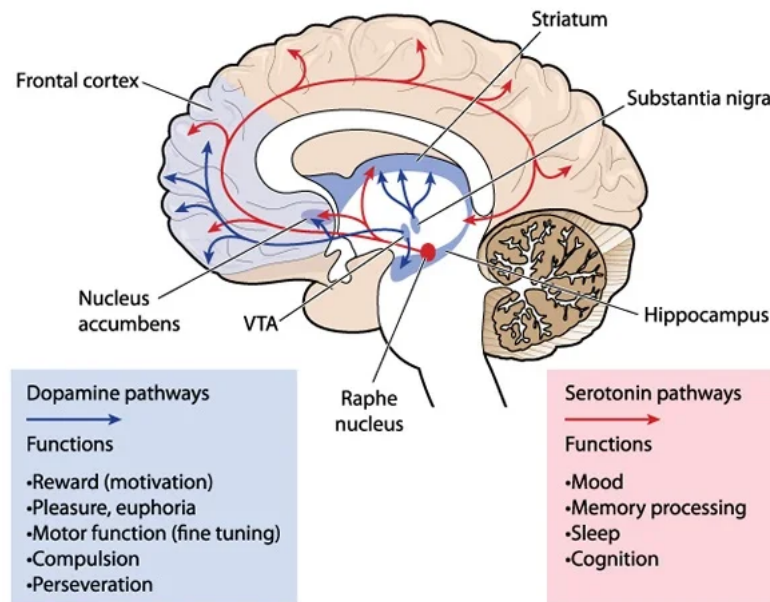 Striatum
Frontal cortex
Substantia nigra
Nucleus
accumbens
VTA
Hippocampus
Raphe
nucleus
Dopamine pathways
Functions
•Reward (motivation)
•Pleasure, euphoria
•Motor function (fine tuning)
•Compulsion
•Perseveration
Serotonin pathways
Functions
•Mood
•Memory processing
•Sleep
•Cognition